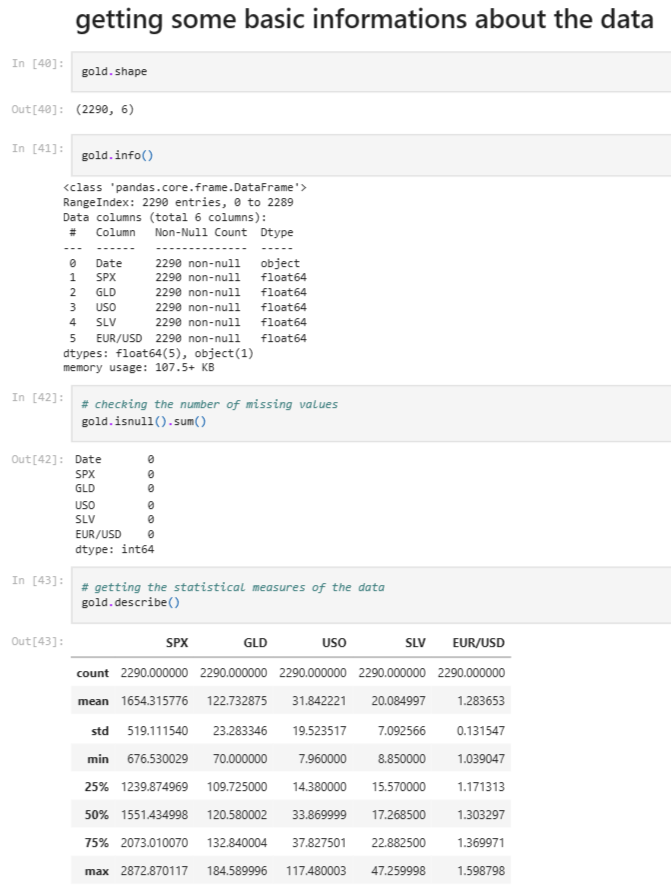 getting some basic informations about the data
In [40]: gold.shape
Out[40]: (2290, 6)
In [41]: gold.info()
<class 'pandas.core.frame.DataFrame'>
RangeIndex: 2290 entries, 0 to 2289
Data columns (total 6 columns):
# Column Non-Null Count Dtype
--- ------ -------------- -----
0 Date 2290 non-null object
1 SPX 2290 non-null float64
2 GLD 2290 non-null float64
3 USO 2290 non-null float64
4 SLV 2290 non-null float64
5 EUR/USD 2290 non-null float64
dtypes: float64(5), object(1)
memory usage: 107.5+ KB
In [42]: # checking the number of missing values
gold.isnull().sum()
Out[42]: Date 0
SPX 0
GLD 0
USO 0
SLV 0
EUR/USD 0
dtype: int64
In [43]: # getting the statistical measures of the data
gold.describe()
Out[43]: SPX GLD USO SLV EUR/USD
count 2290.000000 2290.000000 2290.000000 2290.000000 2290.000000
mean 1654.315776 122.732875 31.842221 20.084997 1.283653
std 519.111540 23.283346 19.523517 7.092566 0.131547
min 676.530029 70.000000 7.960000 8.850000 1.039047
25% 1239.874969 109.725000 14.380000 15.570000 1.171313
50% 1551.434998 120.580002 33.869999 17.268500 1.303297
75% 2073.010070 132.840004 37.827501 22.882500 1.369971
max 2872.870117 184.589996 117.480003 47.259998 1.598798